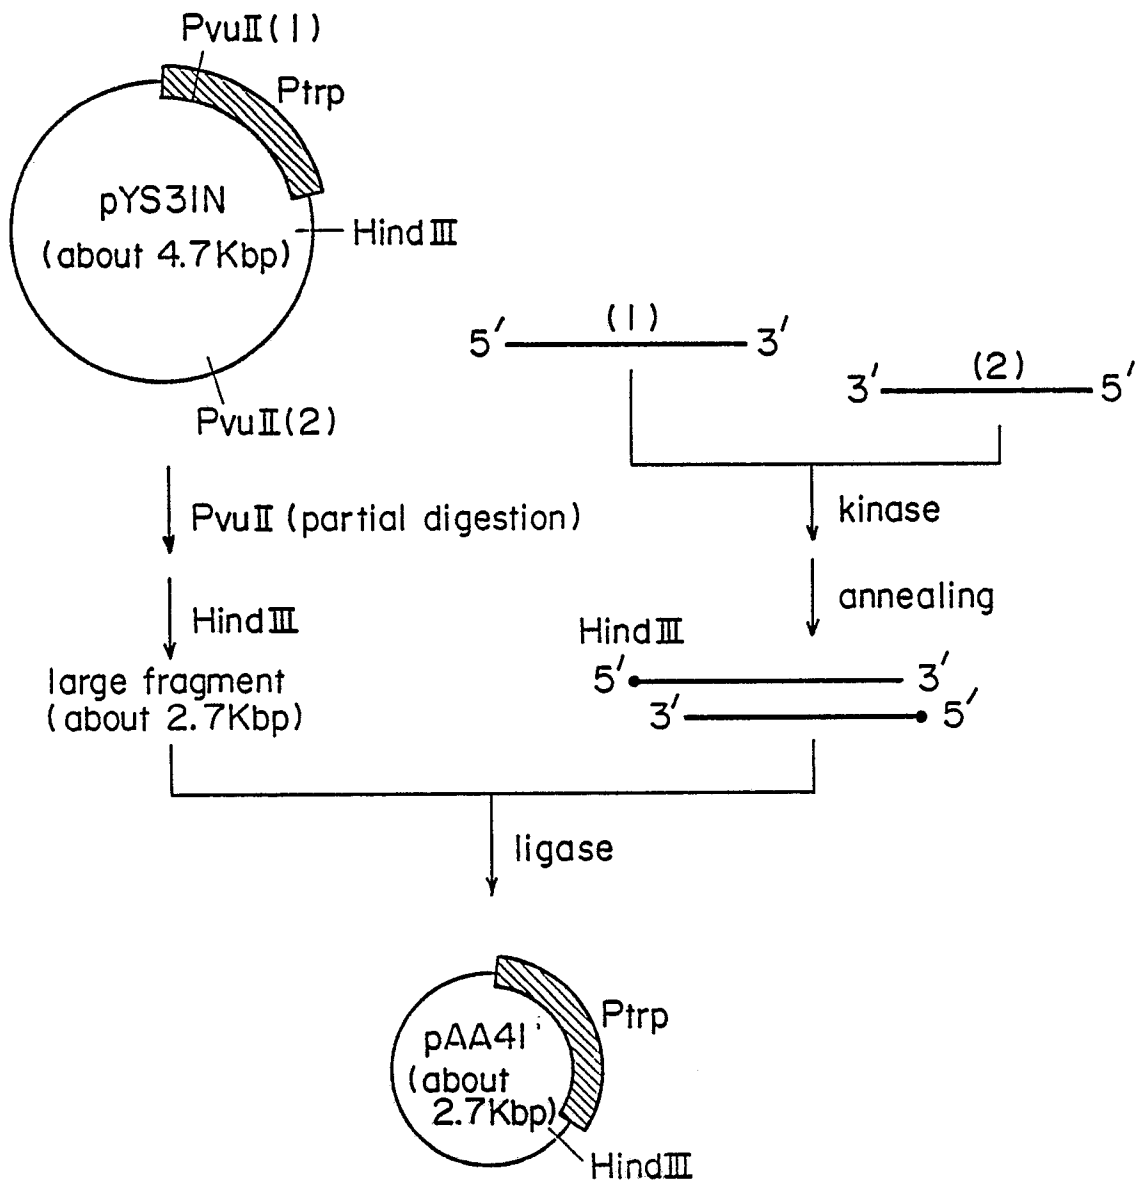 PvuⅡ(1)
Ptrp
pYS31N
(about 4.7Kbp)
HindⅢ
PvuⅡ(2)
5′ (1) 3′
3′ (2) 5′
PvuⅡ (partial digestion)
HindⅢ
large fragment
(about 2.7Kbp)
kinase
annealing
HindⅢ
5′ 3′
3′ 5′
ligase
Ptrp
pAA41
(about
2.7Kbp)
HindⅢ